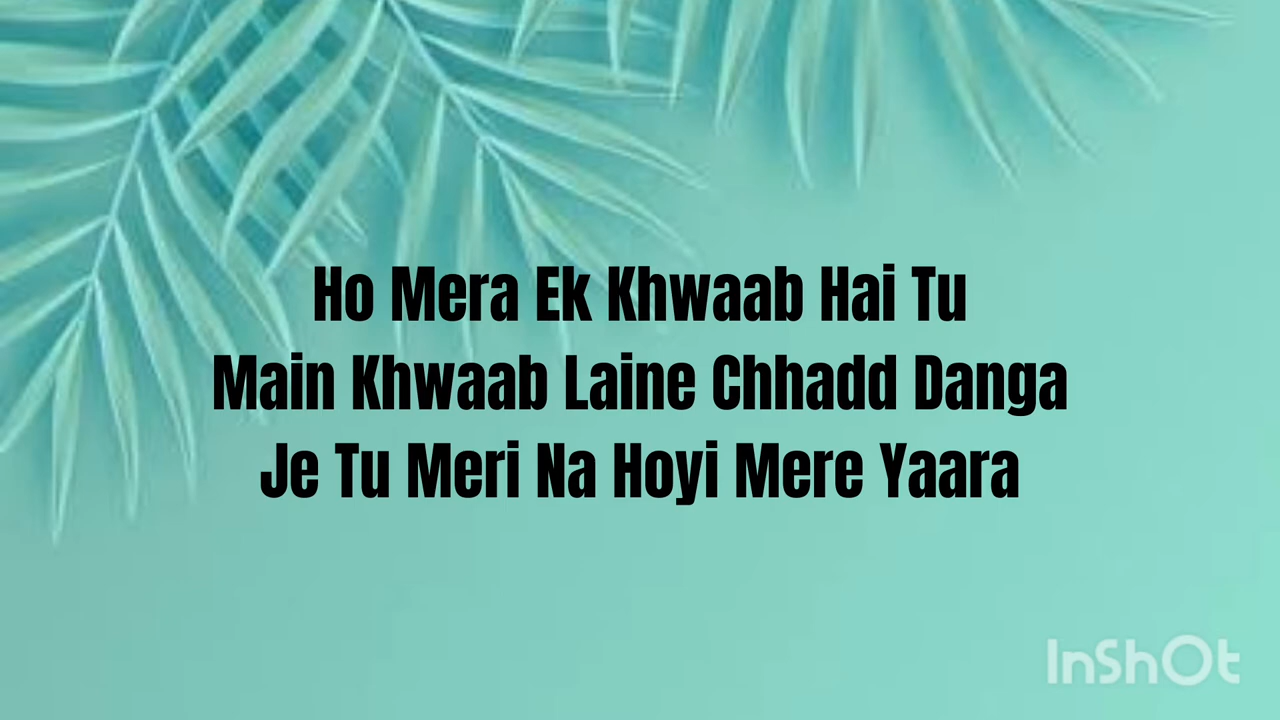 Ho Mera Ek Khwaab Hai Tu
Main Khwaab Laine Chhadd Danga
Je Tu Meri Na Hoyi Mere Yaara
InShOt